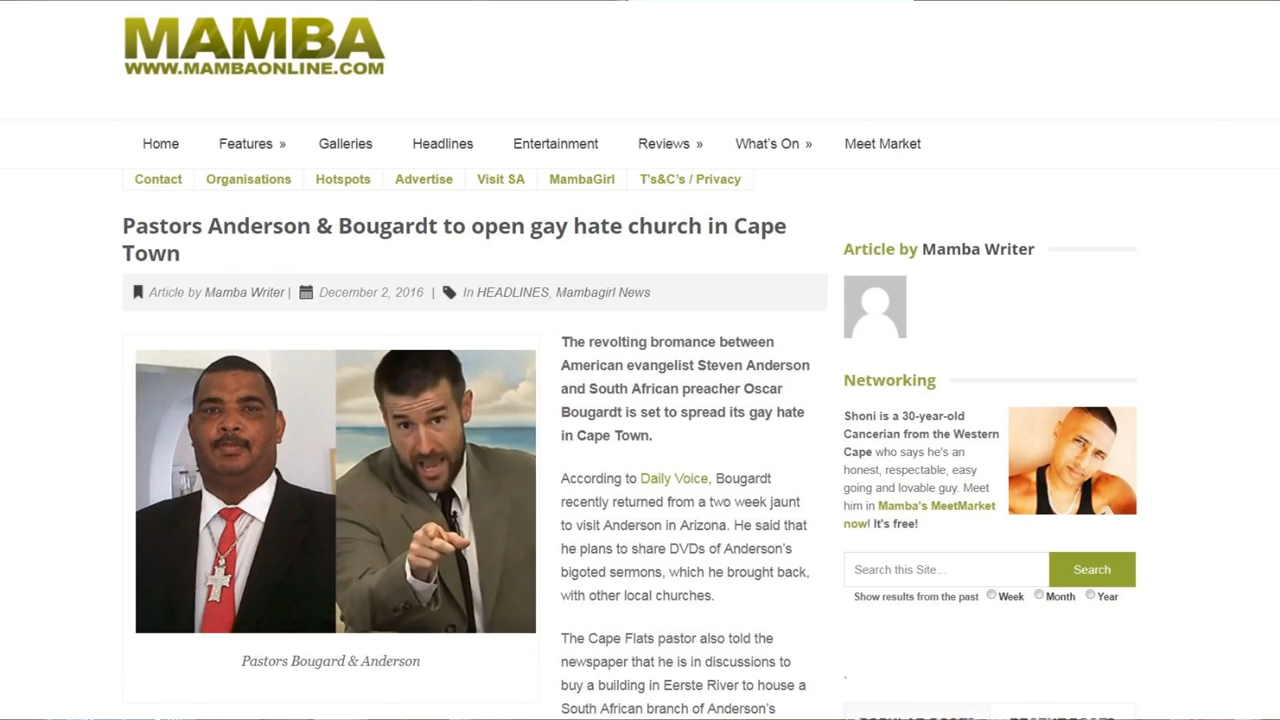 MAMBA
WWW.MAMBAONLINE.COM
Home Features » Galleries Headlines Entertainment Reviews » What's On » Meet Market
Contact Organisations Hotspots Advertise Visit SA MambaGirl T's&C's / Privacy
Pastors Anderson & Bougardt to open gay hate church in Cape
Town
Article by Mamba Writer | December 2, 2016 | In HEADLINES, Mambagirl News
The revolting bromance between
American evangelist Steven Anderson
and South African preacher Oscar
Bougardt is set to spread its gay hate
in Cape Town.
According to Daily Voice, Bougardt
recently returned from a two week jaunt
to visit Anderson in Arizona. He said that
he plans to share DVDs of Anderson's
bigoted sermons, which he brought back,
with other local churches.
The Cape Flats pastor also told the
newspaper that he is in discussions to
buy a building in Eerste River to house a
South African branch of Anderson's
Pastors Bougard & Anderson
Article by Mamba Writer
Networking
Shoni is a 30-year-old
Cancerian from the Western
Cape who says he's an
honest, respectable, easy
going and lovable guy. Meet
him in Mamba's MeetMarket
now! It's free!
Search this Site... Search
Show results from the past Week Month Year
.